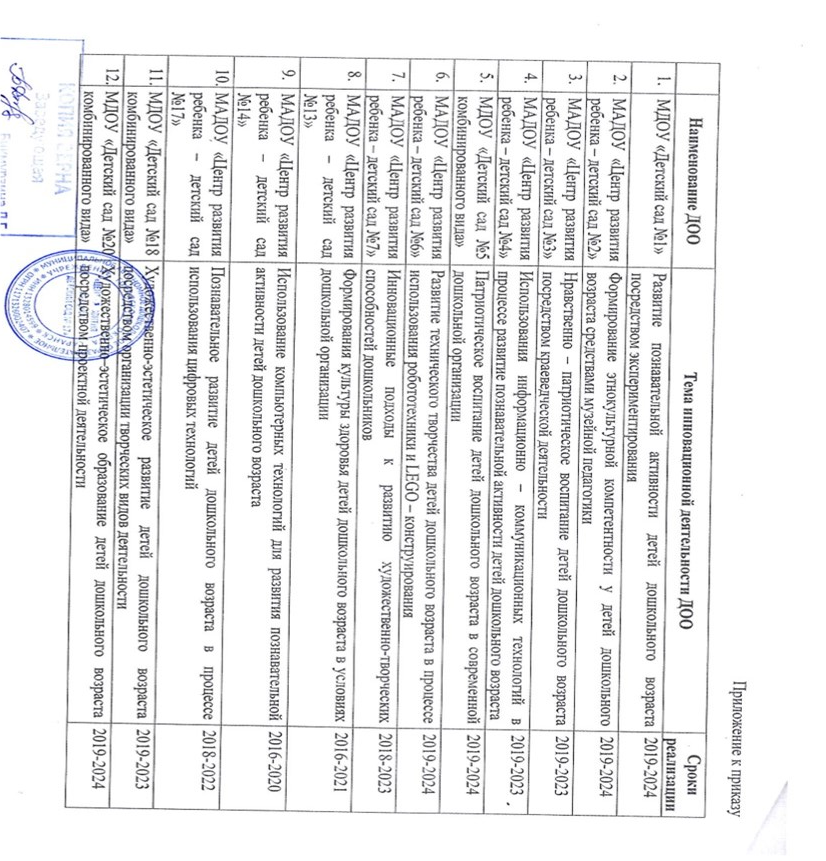 Приложение к приказу
Наименование ДОО Тема инновационной деятельности ДОО Сроки
реализации
1. МДОУ «Детский сад №1» Развитие познавательной активности детей дошкольного возраста 2019-2024
посредством экспериментирования
2. МАДОУ «Центр развития Формирование этнокультурной компетентности у детей дошкольного 2019-2024
ребенка – детский сад №2» возраста средствами музейной педагогики
3. МАДОУ «Центр развития Нравственно – патриотическое воспитание детей дошкольного возраста 2019-2023
ребенка – детский сад №3» посредством краеведческой деятельности
4. МАДОУ «Центр развития Использования информационно – коммуникационных технологий в 2019-2023
ребенка – детский сад №4» процессе развитие познавательной активности детей дошкольного возраста
5. МДОУ «Детский сад №5 Патриотическое воспитание детей дошкольного возраста в современной 2019-2024
комбинированного вида» дошкольной организации
6. МАДОУ «Центр развития Развитие технического творчества детей дошкольного возраста в процессе 2019-2024
ребенка – детский сад №6» использования робототехники и LEGO – конструирования
7. МАДОУ «Центр развития Инновационные подходы к развитию художественно-творческих 2018-2023
ребенка – детский сад №7» способностей дошкольников
8. МАДОУ «Центр развития Формирования культуры здоровья детей дошкольного возраста в условиях 2016-2021
ребенка – детский сад дошкольной организации
№13»
9. МАДОУ «Центр развития Использование компьютерных технологий для развития познавательной 2016-2020
ребенка – детский сад активности детей дошкольного возраста
№14»
10. МАДОУ «Центр развития Познавательное развитие детей дошкольного возраста в процессе 2018-2022
ребенка – детский сад использования цифровых технологий
№17»
11. МДОУ «Детский сад №18 Художественно-эстетическое развитие детей дошкольного возраста 2019-2023
комбинированного вида» посредством организации творческих видов деятельности
12. МДОУ «Детский сад №20 Художественно-эстетическое образование детей дошкольного возраста 2019-2024
комбинированного вида» посредством проектной деятельности
КОПИЯ ВЕРНА
Заведующая